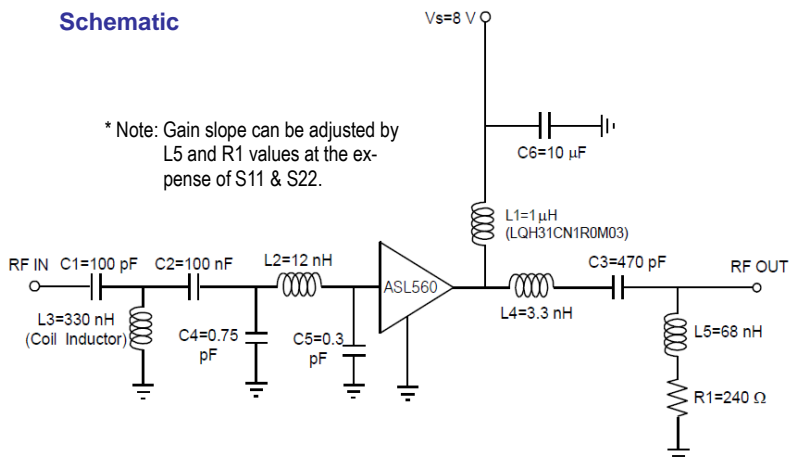 Schematic
Vs=8 V
* Note: Gain slope can be adjusted by
L5 and R1 values at the ex-
pense of S11 & S22.
C6=10 μF
L1=1 μH
(LQH31CN1R0M03)
RF IN
C1=100 pF
C2=100 nF
L2=12 nH
C3=470 pF
RF OUT
ASL560
L4=3.3 nH
L3=330 nH
(Coil Inductor)
C4=0.75
pF
C5=0.3
pF
L5=68 nH
R1=240 Ω